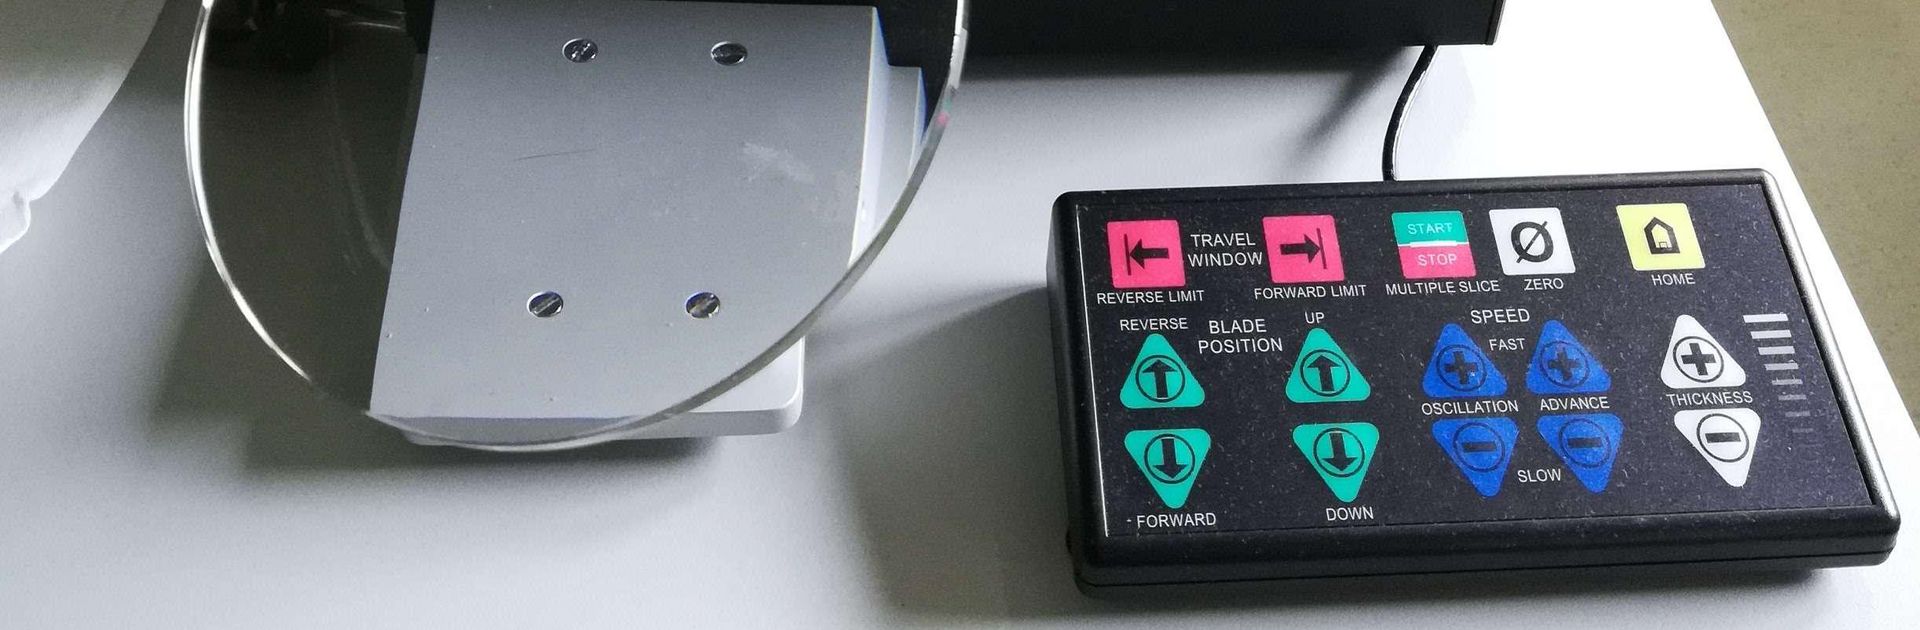 TRAVEL
WINDOW
START
STOP
REVERSE LIMIT
FORWARD LIMIT
MULTIPLE SLICE
ZERO
HOME
REVERSE
BLADE
POSITION
UP
SPEED
FAST
OSCILLATION
ADVANCE
THICKNESS
SLOW
FORWARD
DOWN